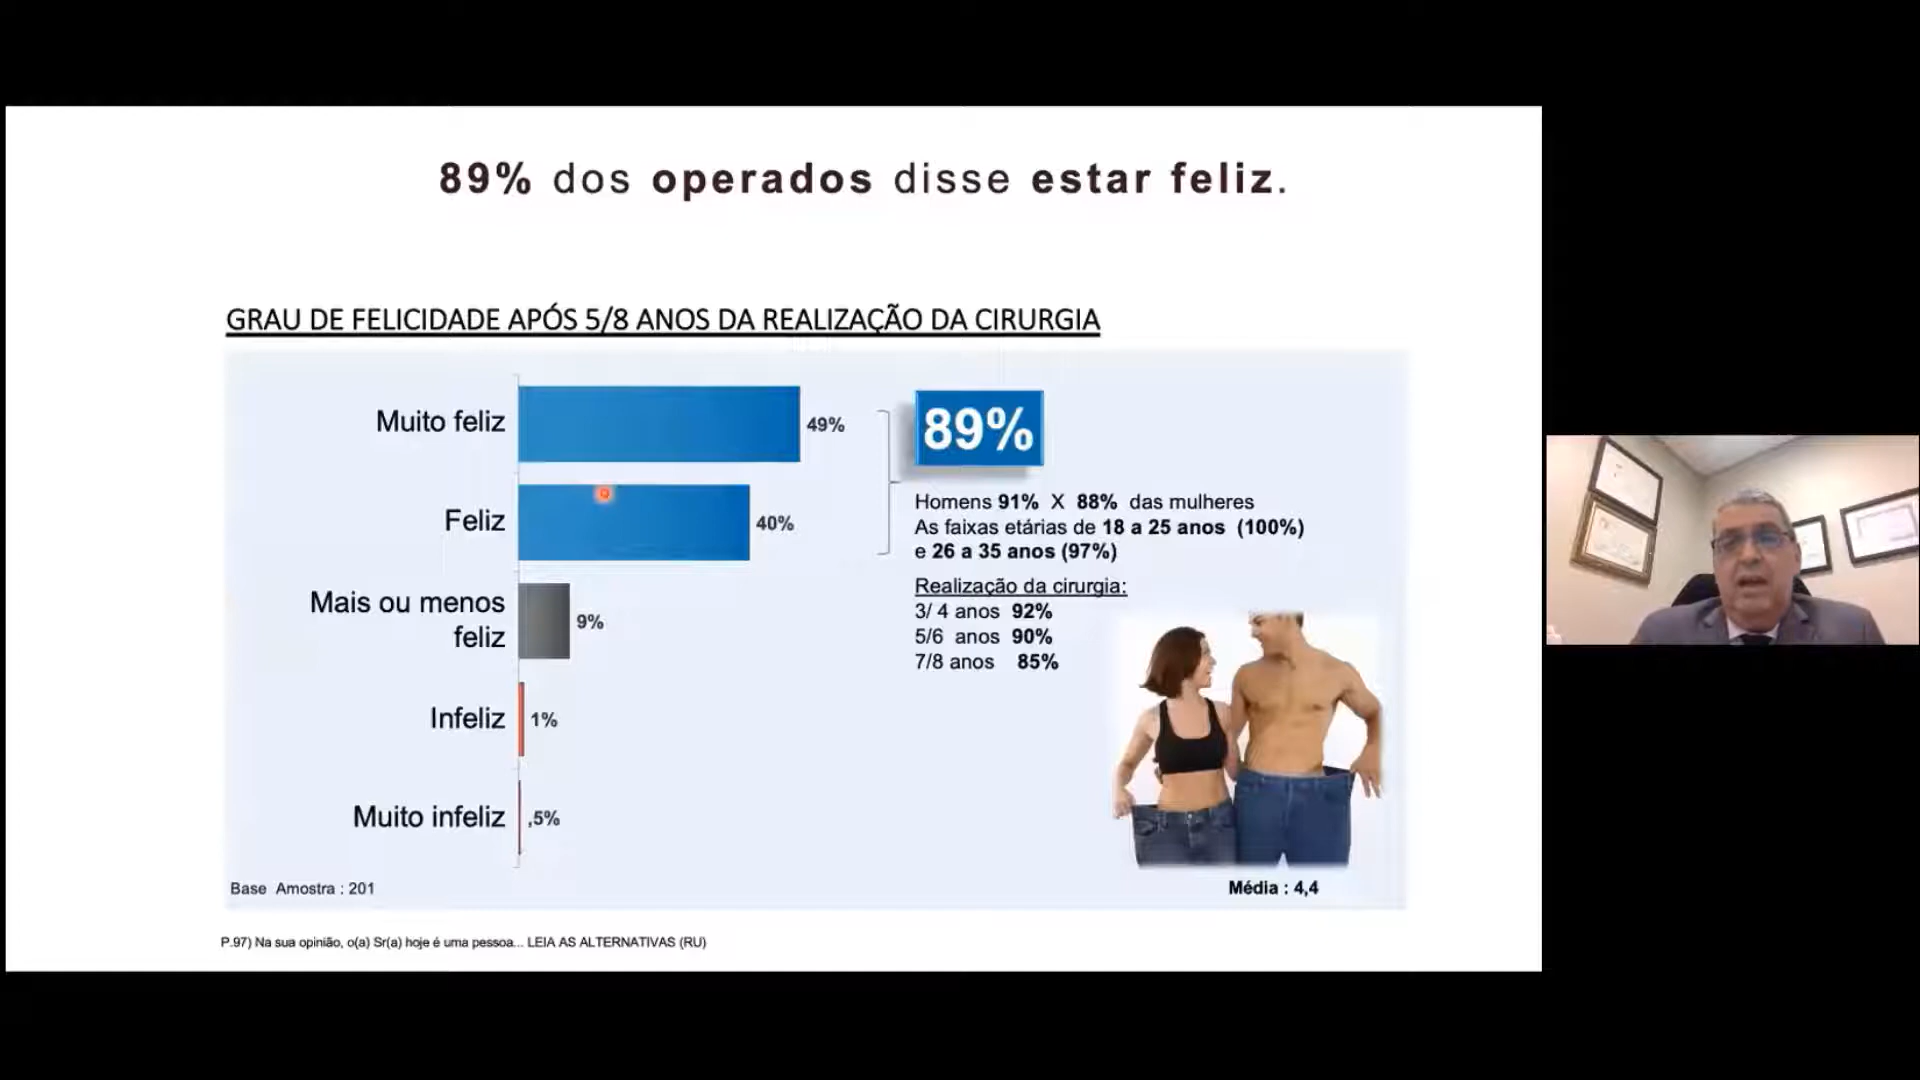 89% dos operados disse estar feliz.
GRAU DE FELICIDADE APÓS 5/8 ANOS DA REALIZAÇÃO DA CIRURGIA
Muito feliz
49%
Feliz
40%
Mais ou menos
feliz
9%
Infeliz
1%
Muito infeliz
,5%
89%
Homens 91% X 88% das mulheres
As faixas etárias de 18 a 25 anos (100%)
e 26 a 35 anos (97%)
Realização da cirurgia:
3/ 4 anos 92%
5/6 anos 90%
7/8 anos 85%
Base Amostra : 201
Média : 4,4
P.97) Na sua opinião, o(a) Sr(a) hoje é uma pessoa... LEIA AS ALTERNATIVAS (RU)